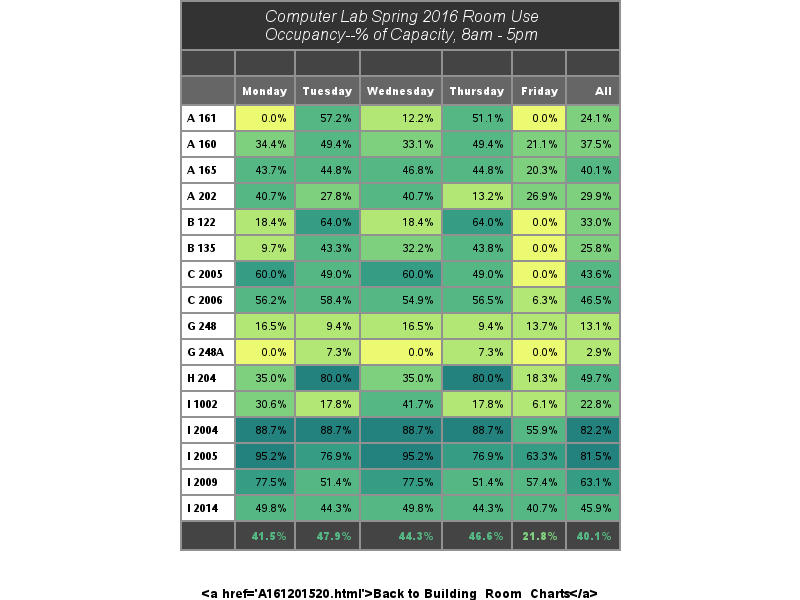 Computer Lab Spring 2016 Room Use
Occupancy--% of Capacity, 8am - 5pm
Monday Tuesday Wednesday Thursday Friday All
A 161 0.0% 57.2% 12.2% 51.1% 0.0% 24.1%
A 160 34.4% 49.4% 33.1% 49.4% 21.1% 37.5%
A 165 43.7% 44.8% 46.8% 44.8% 20.3% 40.1%
A 202 40.7% 27.8% 40.7% 13.2% 26.9% 29.9%
B 122 18.4% 64.0% 18.4% 64.0% 0.0% 33.0%
B 135 9.7% 43.3% 32.2% 43.8% 0.0% 25.8%
C 2005 60.0% 49.0% 60.0% 49.0% 0.0% 43.6%
C 2006 56.2% 58.4% 54.9% 56.5% 6.3% 46.5%
G 248 16.5% 9.4% 16.5% 9.4% 13.7% 13.1%
G 248A 0.0% 7.3% 0.0% 7.3% 0.0% 2.9%
H 204 35.0% 80.0% 35.0% 80.0% 18.3% 49.7%
I 1002 30.6% 17.8% 41.7% 17.8% 6.1% 22.8%
I 2004 88.7% 88.7% 88.7% 88.7% 55.9% 82.2%
I 2005 95.2% 76.9% 95.2% 76.9% 63.3% 81.5%
I 2009 77.5% 51.4% 77.5% 51.4% 57.4% 63.1%
I 2014 49.8% 44.3% 49.8% 44.3% 40.7% 45.9%
41.5% 47.9% 44.3% 46.6% 21.8% 40.1%
<a href='A161201520.html'>Back to Building_Room_Charts</a>